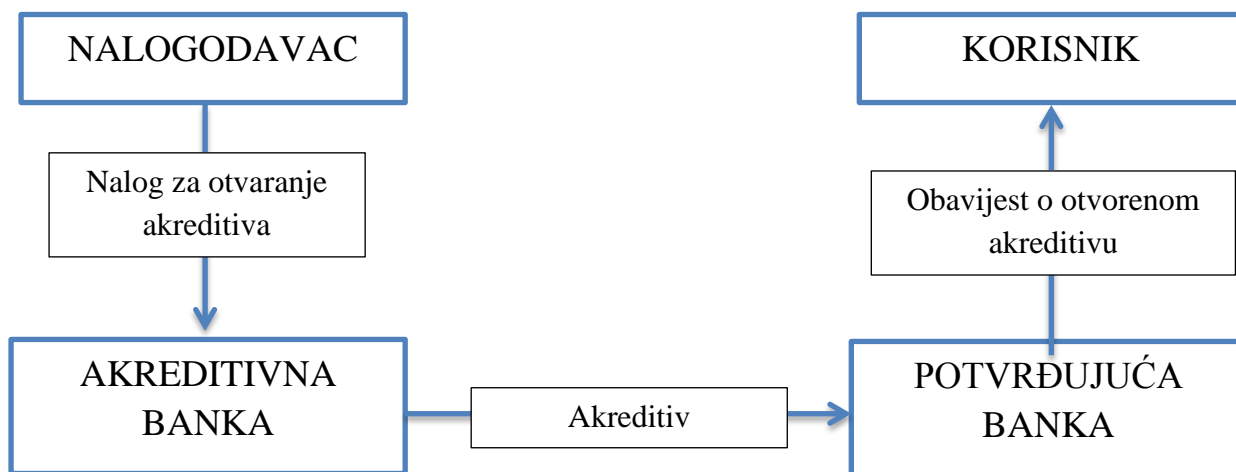 NALOGODAVAC
KORISNIK
Nalog za otvaranje
akreditiva
Obavijest o otvorenom
akreditivu
AKREDITIVNA
BANKA
Akreditiv
POTVRĐUJUĆA
BANKA